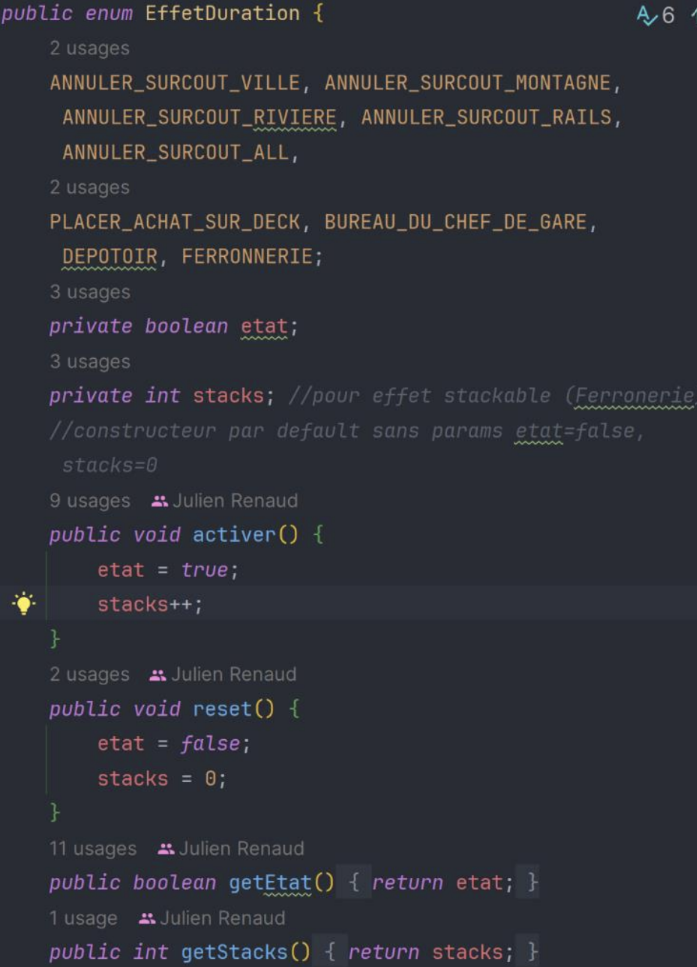 public enum EffetDuration {
6
2 usages
ANNULER_SURCOUT_VILLE, ANNULER_SURCOUT_MONTAGNE,
ANNULER_SURCOUT_RIVIERE, ANNULER_SURCOUT_RAILS,
ANNULER_SURCOUT_ALL,
2 usages
PLACER_ACHAT_SUR_DECK, BUREAU_DU_CHEF_DE_GARE,
DEPOTOIR, FERRONNERIE;
3 usages
private boolean etat;
3 usages
private int stacks; //pour effet stackable (Ferronerie
//constructeur par default sans params etat=false,
stacks=0
9 usages Julien Renaud
public void activer() {
etat = true;
stacks++;
}
2 usages Julien Renaud
public void reset() {
etat = false;
stacks = 0;
}
11 usages Julien Renaud
public boolean getEtat() { return etat; }
1 usage Julien Renaud
public int getStacks() { return stacks; }